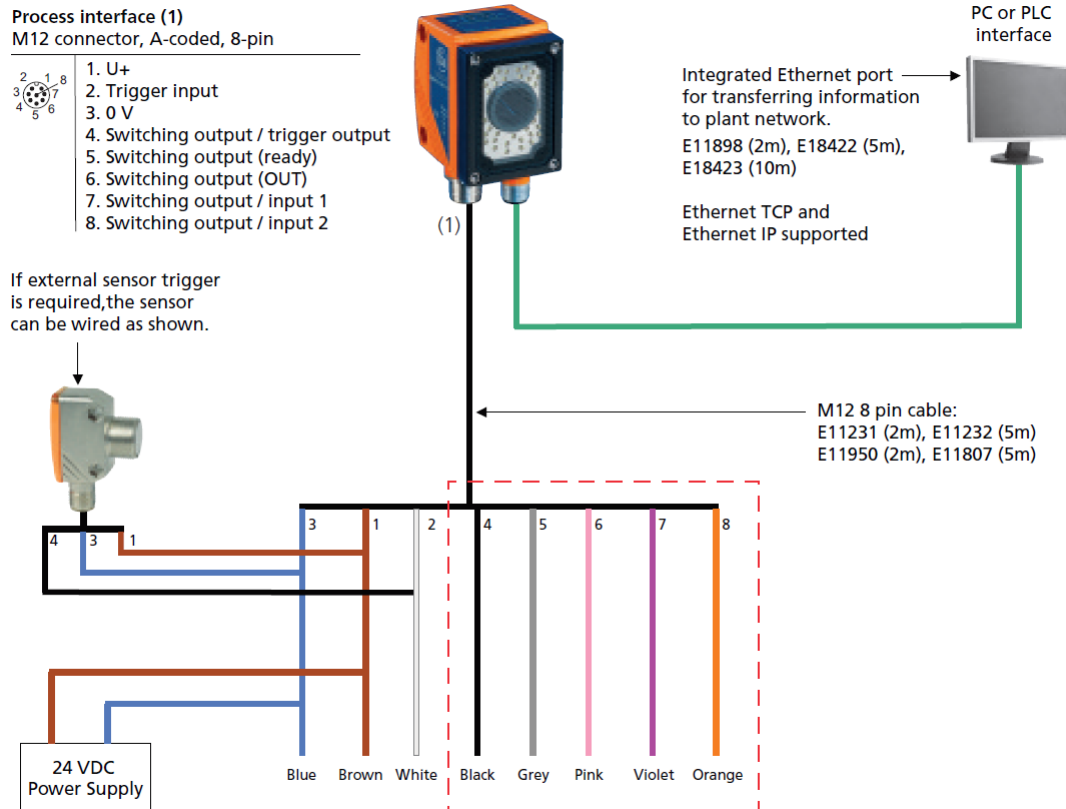 Process interface (1)
M12 connector, A-coded, 8-pin
2 1 8
3 7
4 5 6
1. U+
2. Trigger input
3. 0 V
4. Switching output / trigger output
5. Switching output (ready)
6. Switching output (OUT)
7. Switching output / input 1
8. Switching output / input 2
(1)
PC or PLC
interface
Integrated Ethernet port
for transferring information
to plant network.
E11898 (2m), E18422 (5m),
E18423 (10m)
Ethernet TCP and
Ethernet IP supported
If external sensor trigger
is required,the sensor
can be wired as shown.
M12 8 pin cable:
E11231 (2m), E11232 (5m)
E11950 (2m), E11807 (5m)
4 3 1
3 1 2 4 5 6 7 8
Blue Brown White Black Grey Pink Violet Orange
24 VDC
Power Supply